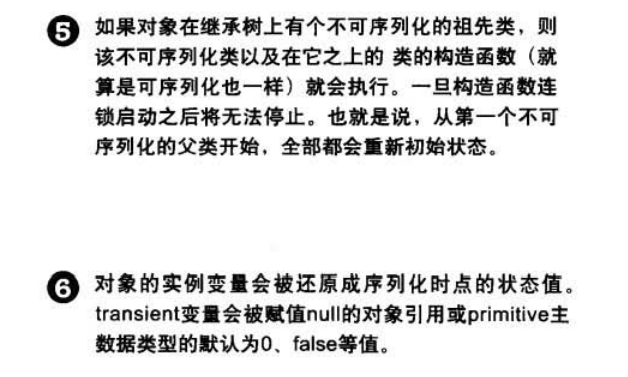 5 如果对象在继承树上有个不可序列化的祖先类，则
该不可序列化类以及在它之上的 类的构造函数（就
算是可序列化也一样）就会执行。一旦构造函数连
锁启动之后将无法停止。也就是说，从第一个不可
序列化的父类开始，全部都会重新初始状态。
6 对象的实例变量会被还原成序列化时点的状态值。
transient变量会被赋值null的对象引用或primitive主
数据类型的默认为0、false等值。